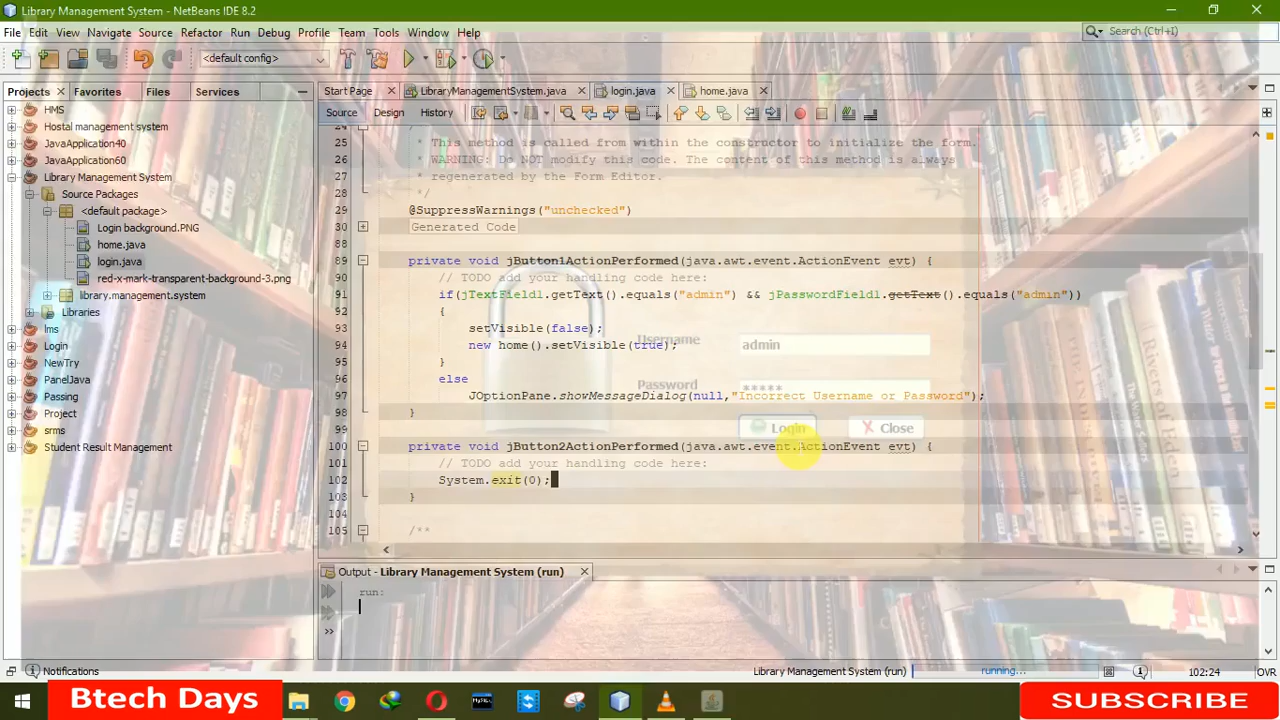 Library Management System - NetBeans IDE 8.2
File Edit View Navigate Source Refactor Run Debug Profile Team Tools Window Help
Search (Ctrl+I)
<default config>
Projects Favorites Files Services
Start Page LibraryManagementSystem.java login.java home.java
Source Design History
HMS
Hostal management system
JavaApplication40
JavaApplication60
Library Management System
Source Packages
<default package>
Login background.PNG
home.java
login.java
red-x-mark-transparent-background-3.png
library.management.system
Libraries
lms
Login
NewTry
PanelJava
Passing
Project
srms
Student Result Management
24
25 * This method is called from within the constructor to initialize the form.
26 * WARNING: Do NOT modify this code. The content of this method is always
27 * regenerated by the Form Editor.
28 */
29 @SuppressWarnings("unchecked")
30 Generated Code
88
89 private void jButton1ActionPerformed(java.awt.event.ActionEvent evt) {
90 // TODO add your handling code here:
91 if(jTextField1.getText().equals("admin") && jPasswordField1.getText().equals("admin"))
92 {
93 setVisible(false);
94 new home().setVisible(true);
95 }
96 else
97 JOptionPane.showMessageDialog(null,"Incorrect Username or Password");
98 }
99
100 private void jButton2ActionPerformed(java.awt.event.ActionEvent evt) {
101 // TODO add your handling code here:
102 System.exit(0);
103 }
104
105 /**
Username
admin
Password
*****
Login
Close
Output - Library Management System (run)
run:
Notifications
Library Management System (run) running... 102:24 OVR
Btech Days
MySQL
SUBSCRIBE